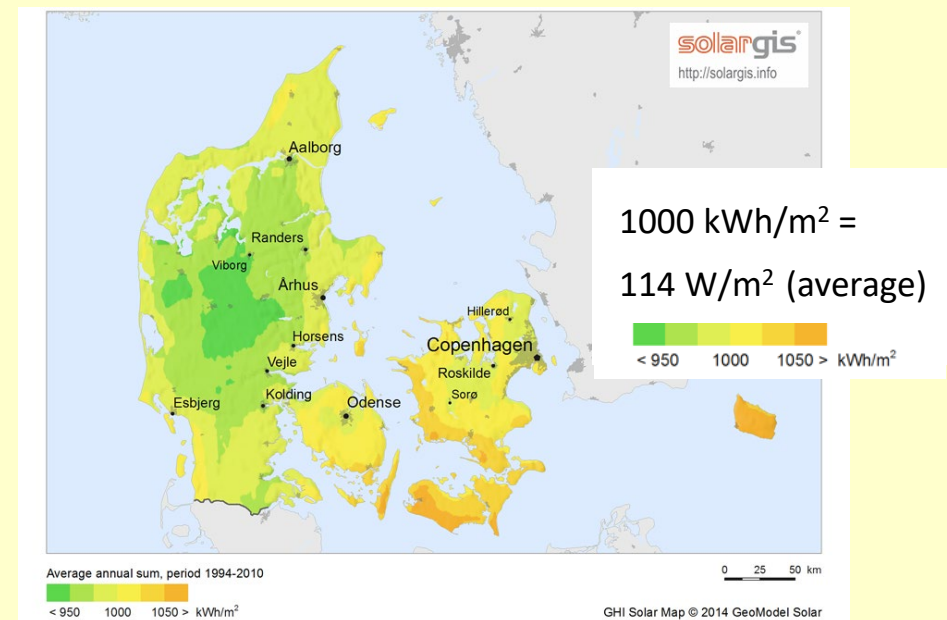 solargis
http://solargis.info
Aalborg
Randers
Viborg
Århus
Horsens
Vejle
Kolding
Esbjerg
Odense
Hillerød
Copenhagen
Roskilde
Sorø
1000 kWh/m² =
114 W/m² (average)
< 950 1000 1050 > kWh/m²
Average annual sum, period 1994-2010
< 950 1000 1050 > kWh/m²
0 25 50 km
GHI Solar Map © 2014 GeoModel Solar